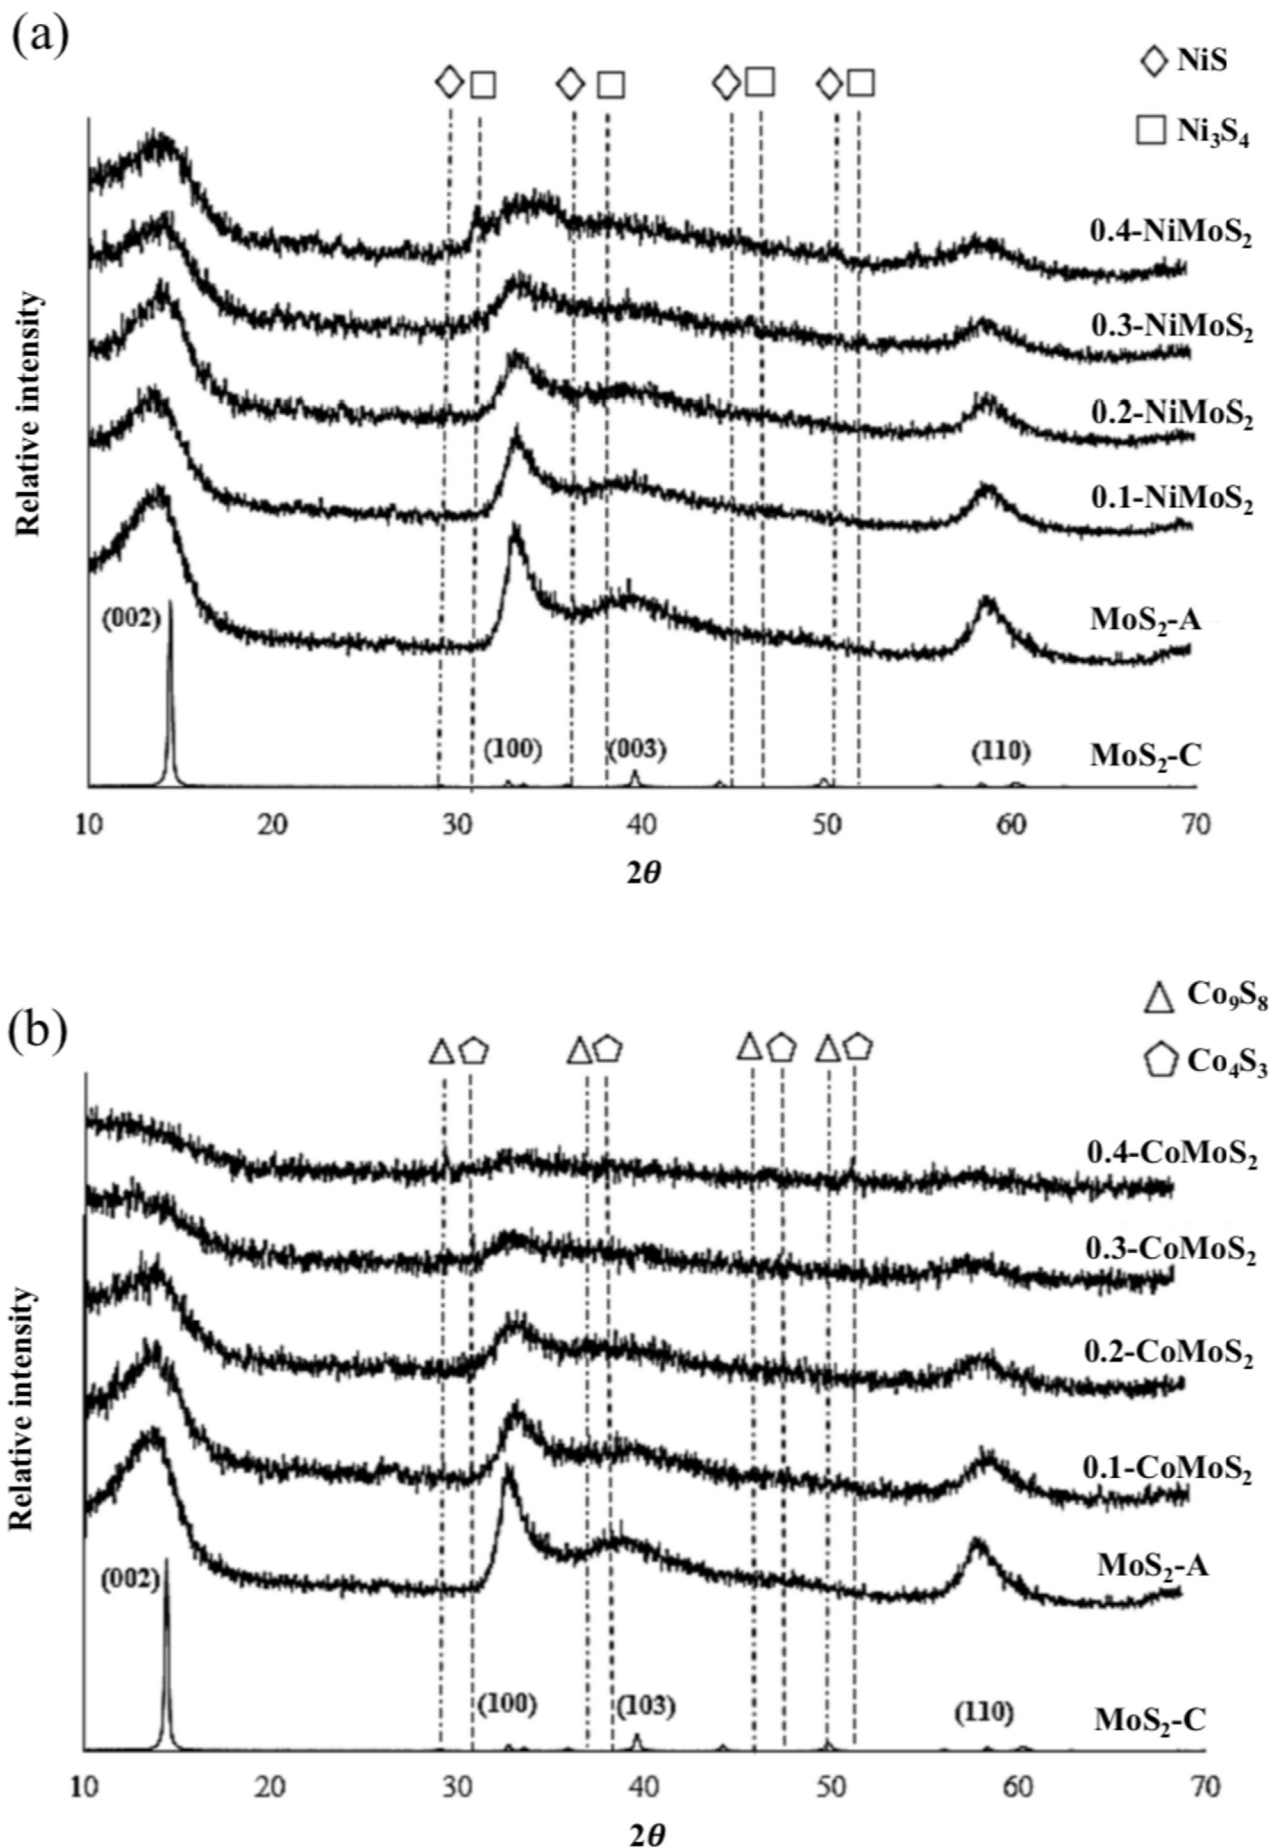 (a)
NiS
Ni₃S₄
0.4-NiMoS₂
0.3-NiMoS₂
0.2-NiMoS₂
0.1-NiMoS₂
MoS₂-A
MoS₂-C
Relative intensity
(002)
(100)
(003)
(110)
10 20 30 40 50 60 70
2θ
(b)
Co₉S₈
Co₄S₃
0.4-CoMoS₂
0.3-CoMoS₂
0.2-CoMoS₂
0.1-CoMoS₂
MoS₂-A
MoS₂-C
Relative intensity
(002)
(100)
(103)
(110)
10 20 30 40 50 60 70
2θ